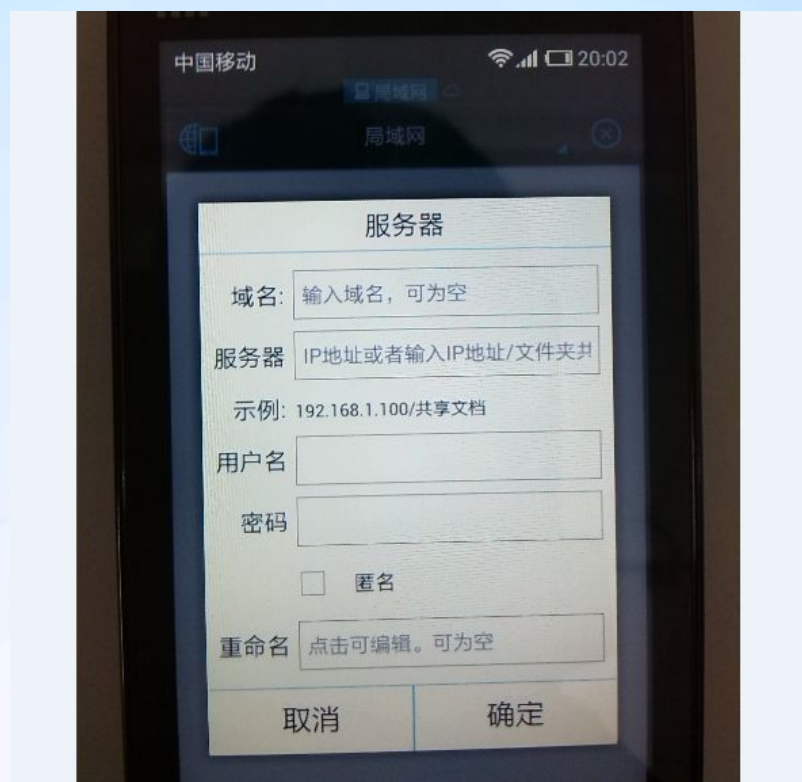 中国移动 20:02
局域网
局域网
服务器
域名: 输入域名，可为空
服务器 IP地址或者输入IP地址/文件夹共
示例: 192.168.1.100/共享文档
用户名
密码
匿名
重命名 点击可编辑。可为空
取消 确定